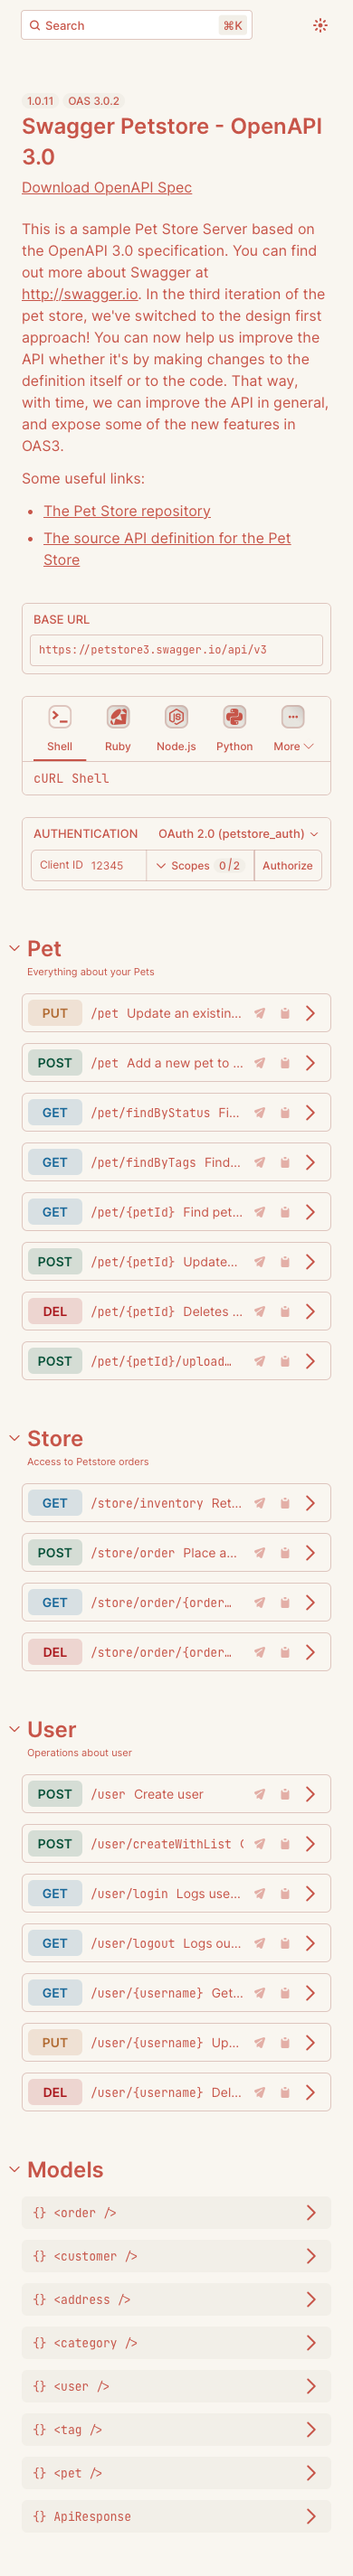 Search ⌘K
1.0.11 OAS 3.0.2
Swagger Petstore - OpenAPI
3.0
Download OpenAPI Spec
This is a sample Pet Store Server based on
the OpenAPI 3.0 specification. You can find
out more about Swagger at
http://swagger.io. In the third iteration of the
pet store, we've switched to the design first
approach! You can now help us improve the
API whether it's by making changes to the
definition itself or to the code. That way,
with time, we can improve the API in general,
and expose some of the new features in
OAS3.
Some useful links:
• The Pet Store repository
• The source API definition for the Pet
Store
BASE URL
https://petstore3.swagger.io/api/v3
Shell Ruby Node.js Python More
cURL Shell
AUTHENTICATION OAuth 2.0 (petstore_auth)
Client ID 12345 Scopes 0/2 Authorize
Pet
Everything about your Pets
PUT /pet Update an existin...
POST /pet Add a new pet to ...
GET /pet/findByStatus Fi...
GET /pet/findByTags Find...
GET /pet/{petId} Find pet...
POST /pet/{petId} Update...
DEL /pet/{petId} Deletes ...
POST /pet/{petId}/upload...
Store
Access to Petstore orders
GET /store/inventory Ret...
POST /store/order Place a...
GET /store/order/{order...
DEL /store/order/{order...
User
Operations about user
POST /user Create user
POST /user/createWithList
GET /user/login Logs use...
GET /user/logout Logs ou...
GET /user/{username} Get...
PUT /user/{username} Up...
DEL /user/{username} Del...
Models
{} <order />
{} <customer />
{} <address />
{} <category />
{} <user />
{} <tag />
{} <pet />
{} ApiResponse